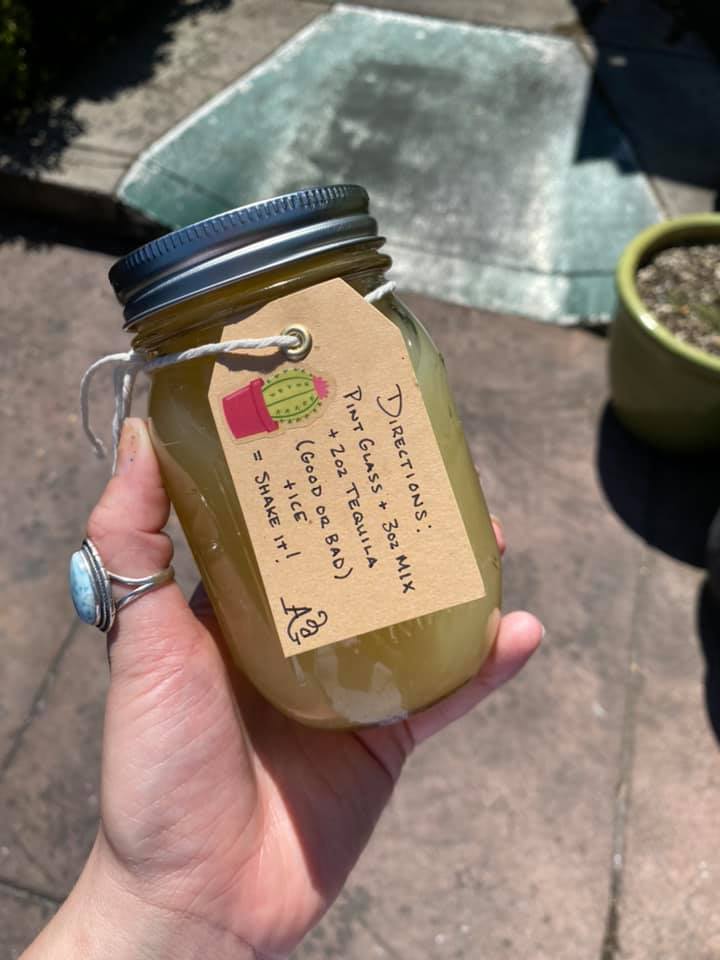 DIRECTIONS:
PINT GLASS + 3oz MIX
+ 2oz TEQUILA
(GOOD OR BAD)
+ICE
= SHAKE IT!